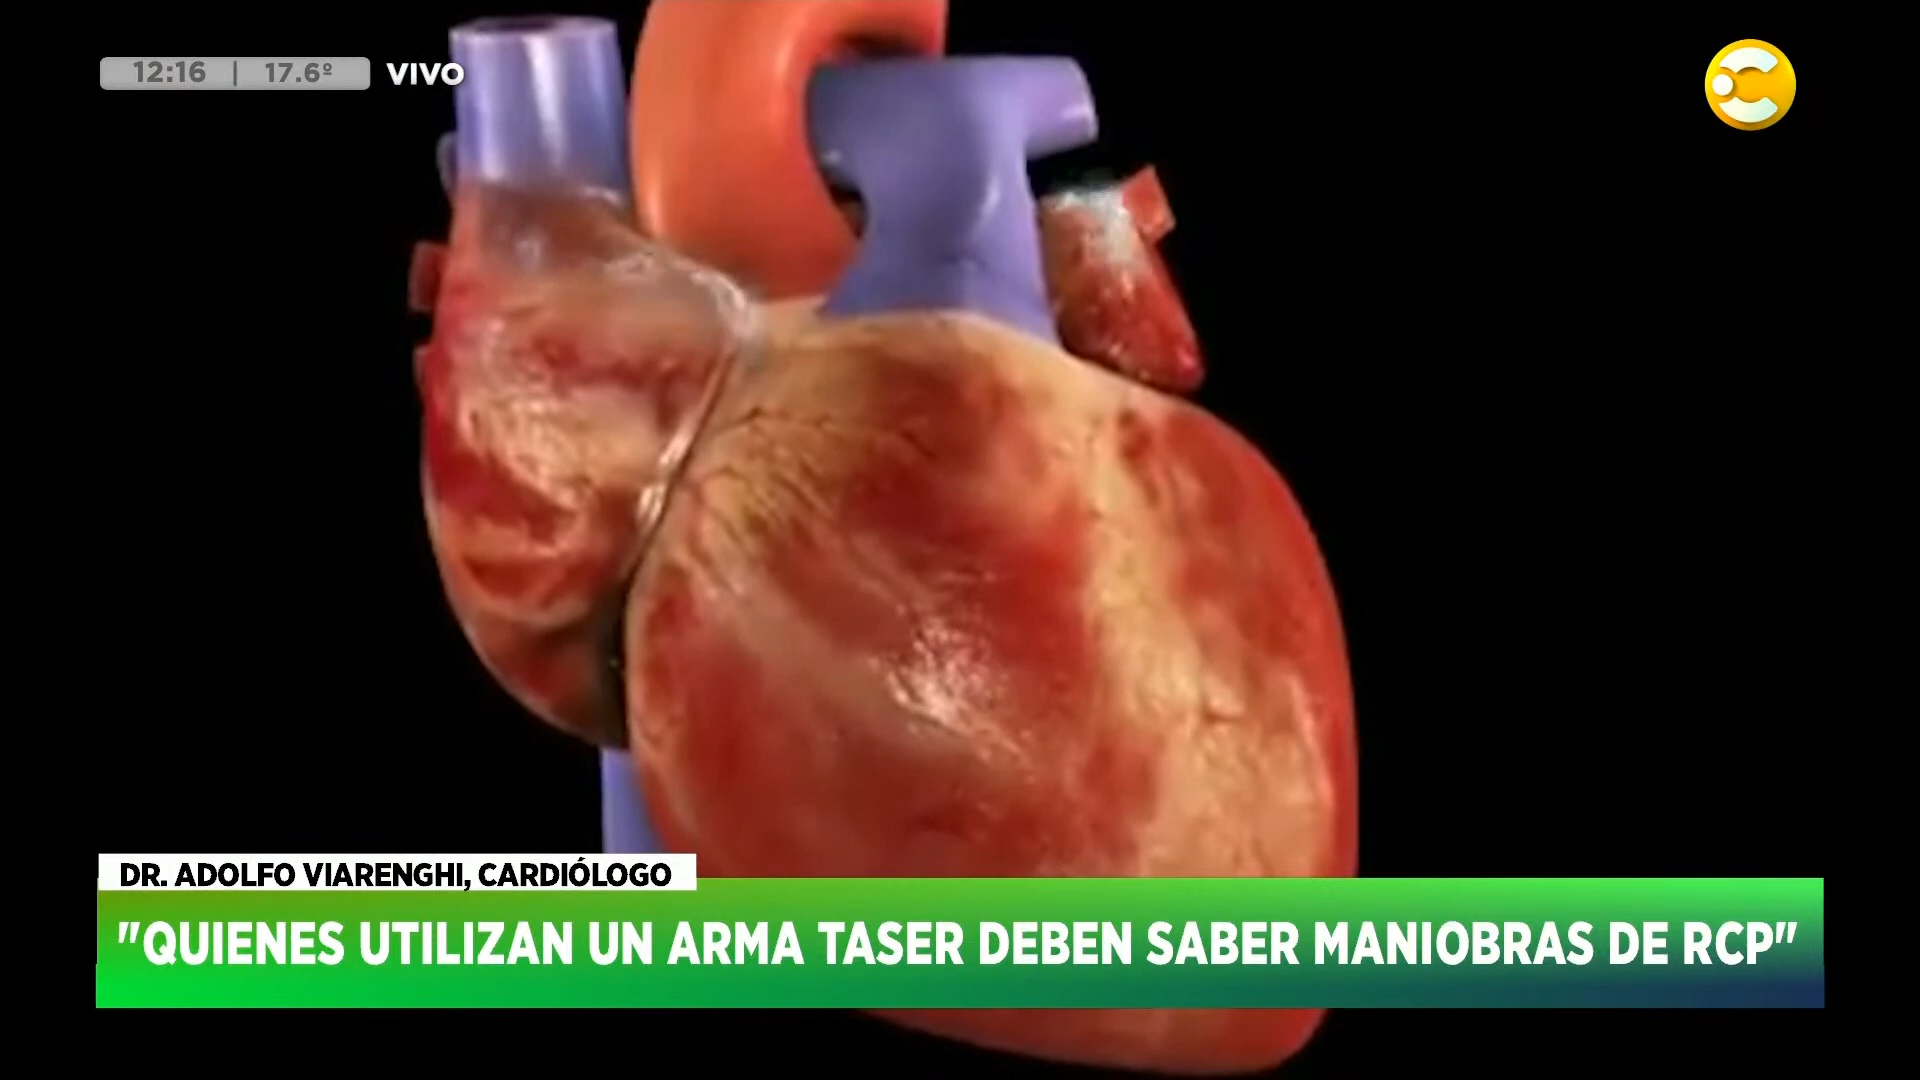 12:16 | 17.6º VIVO
DR. ADOLFO VIARENGHI, CARDIÓLOGO
"QUIENES UTILIZAN UN ARMA TASER DEBEN SABER MANIOBRAS DE RCP"